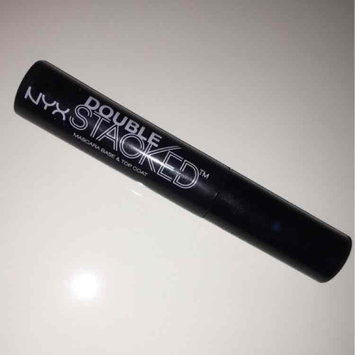 NYX
DOUBLE
STACKED™
MASCARA BASE & TOP COAT